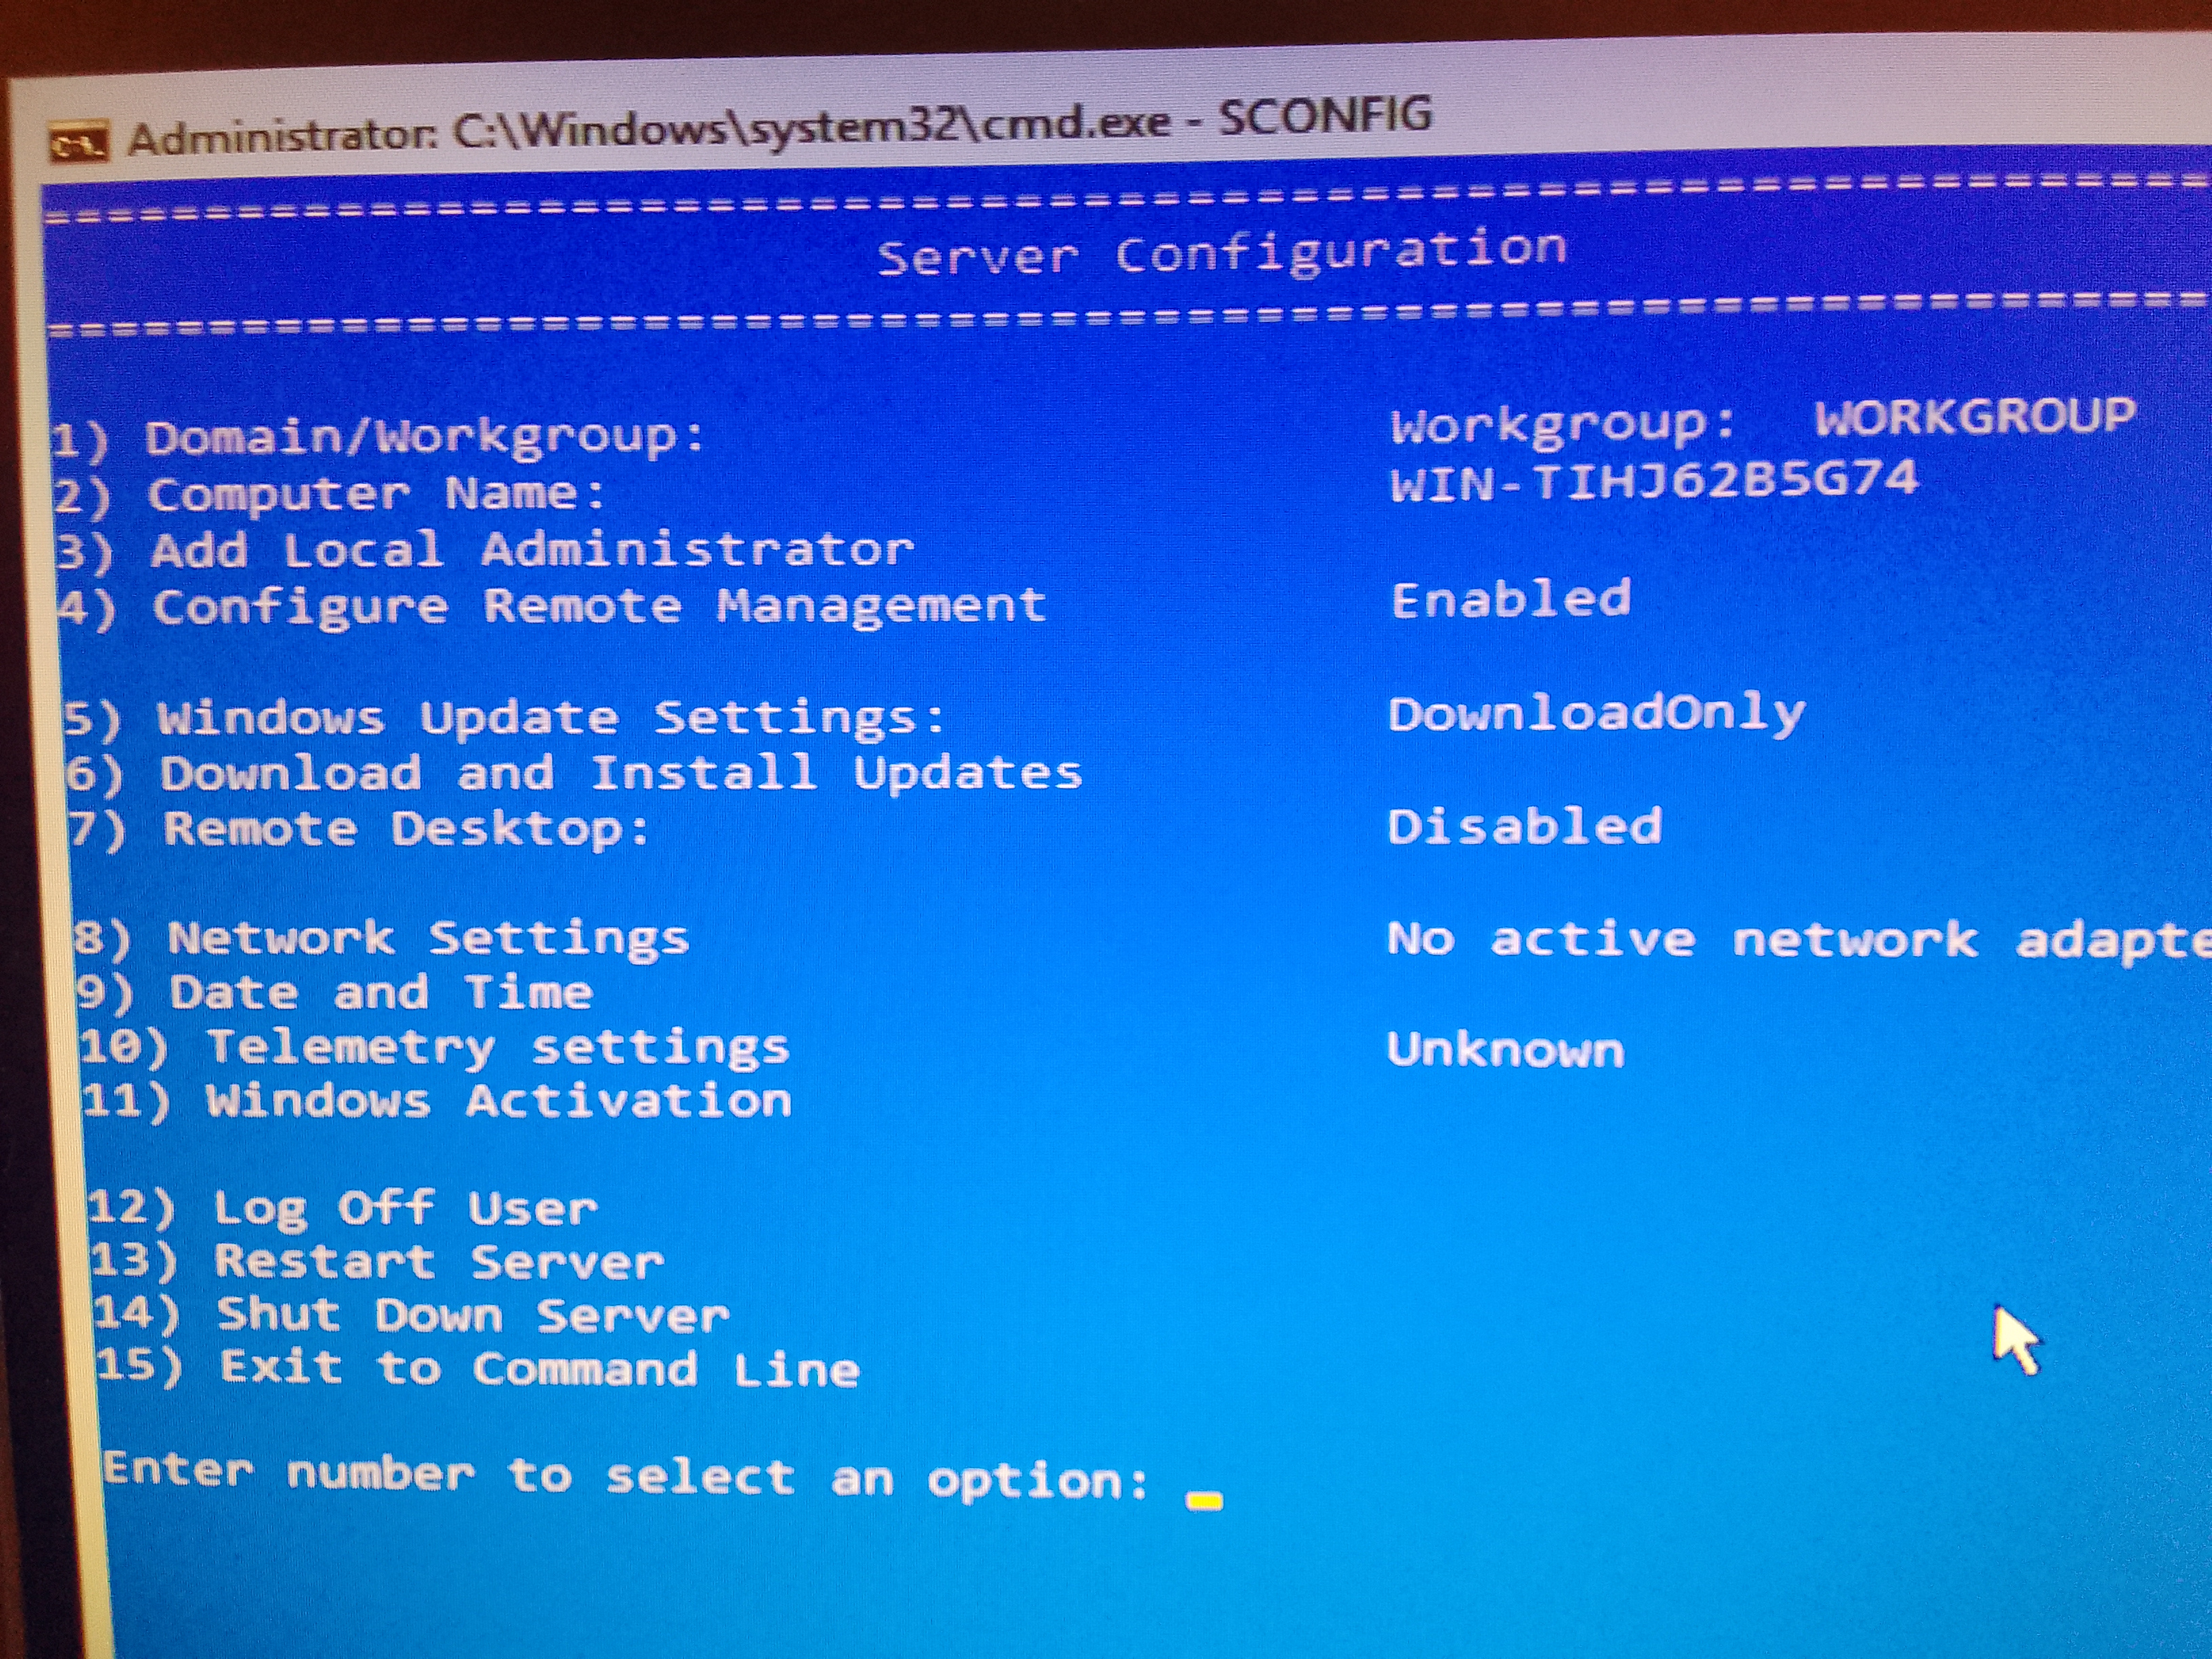 Administrator: C:\Windows\system32\cmd.exe - SCONFIG
===============================================================
Server Configuration
===============================================================
1) Domain/Workgroup: Workgroup: WORKGROUP
2) Computer Name: WIN-TIHJ62B5G74
3) Add Local Administrator
4) Configure Remote Management Enabled
5) Windows Update Settings: DownloadOnly
6) Download and Install Updates
7) Remote Desktop: Disabled
8) Network Settings No active network adapte
9) Date and Time
10) Telemetry settings Unknown
11) Windows Activation
12) Log Off User
13) Restart Server
14) Shut Down Server
15) Exit to Command Line
Enter number to select an option: _